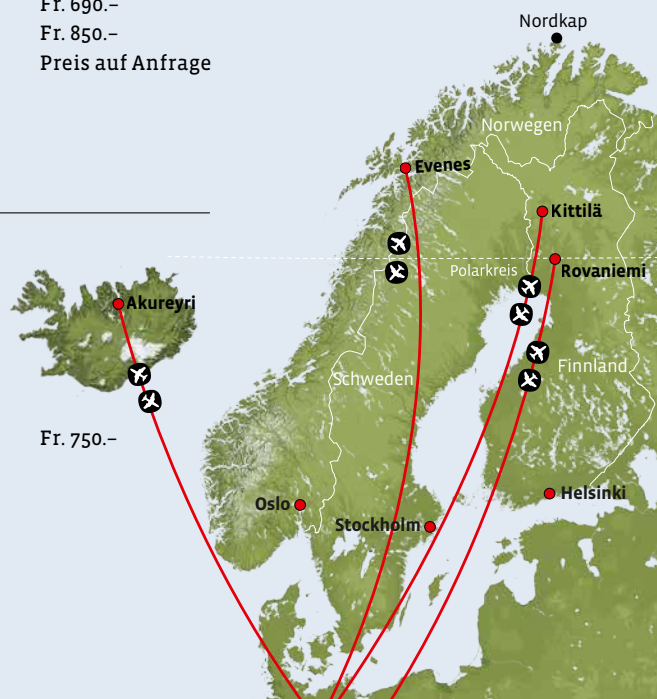 Fr. 690.–
Fr. 850.–
Preis auf Anfrage
Nordkap
Norwegen
Evenes
Kittilä
Polarkreis
Rovaniemi
Akureyri
Finnland
Schweden
Fr. 750.–
Helsinki
Oslo
Stockholm